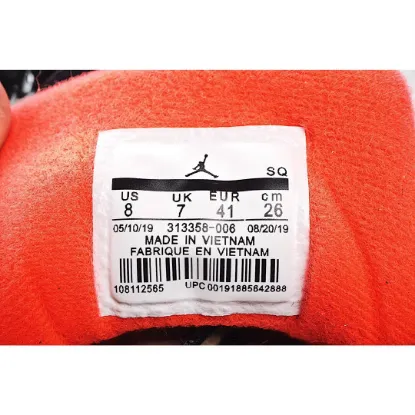 SQ
US UK EUR cm
8 7 41 26
05/10/19 313358-006 08/20/19
MADE IN VIETNAM
FABRIQUE EN VIETNAM
108112565 UPC 00191885642888